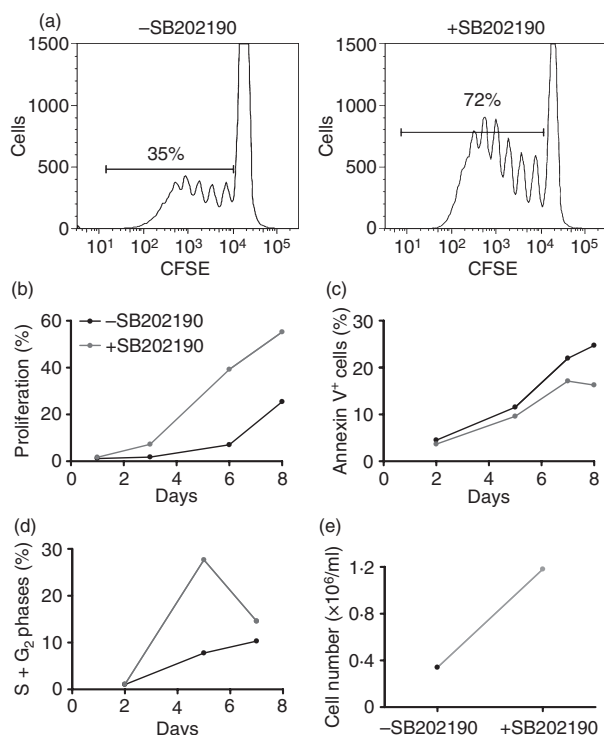 (a)
–SB202190
+SB202190
1500
1000
500
0
Cells
35%
10¹ 10² 10³ 10⁴ 10⁵
CFSE
1500
1000
500
0
Cells
72%
10¹ 10² 10³ 10⁴ 10⁵
CFSE
(b)
60
40
20
0
Proliferation (%)
–SB202190
+SB202190
0 2 4 6 8
Days
(c)
30
20
10
0
Annexin V⁺ cells (%)
0 2 4 6 8
Days
(d)
30
20
10
0
S + G₂ phases (%)
0 2 4 6 8
Days
(e)
1·2
0·8
0·4
0
Cell number (×10⁶/ml)
–SB202190 +SB202190